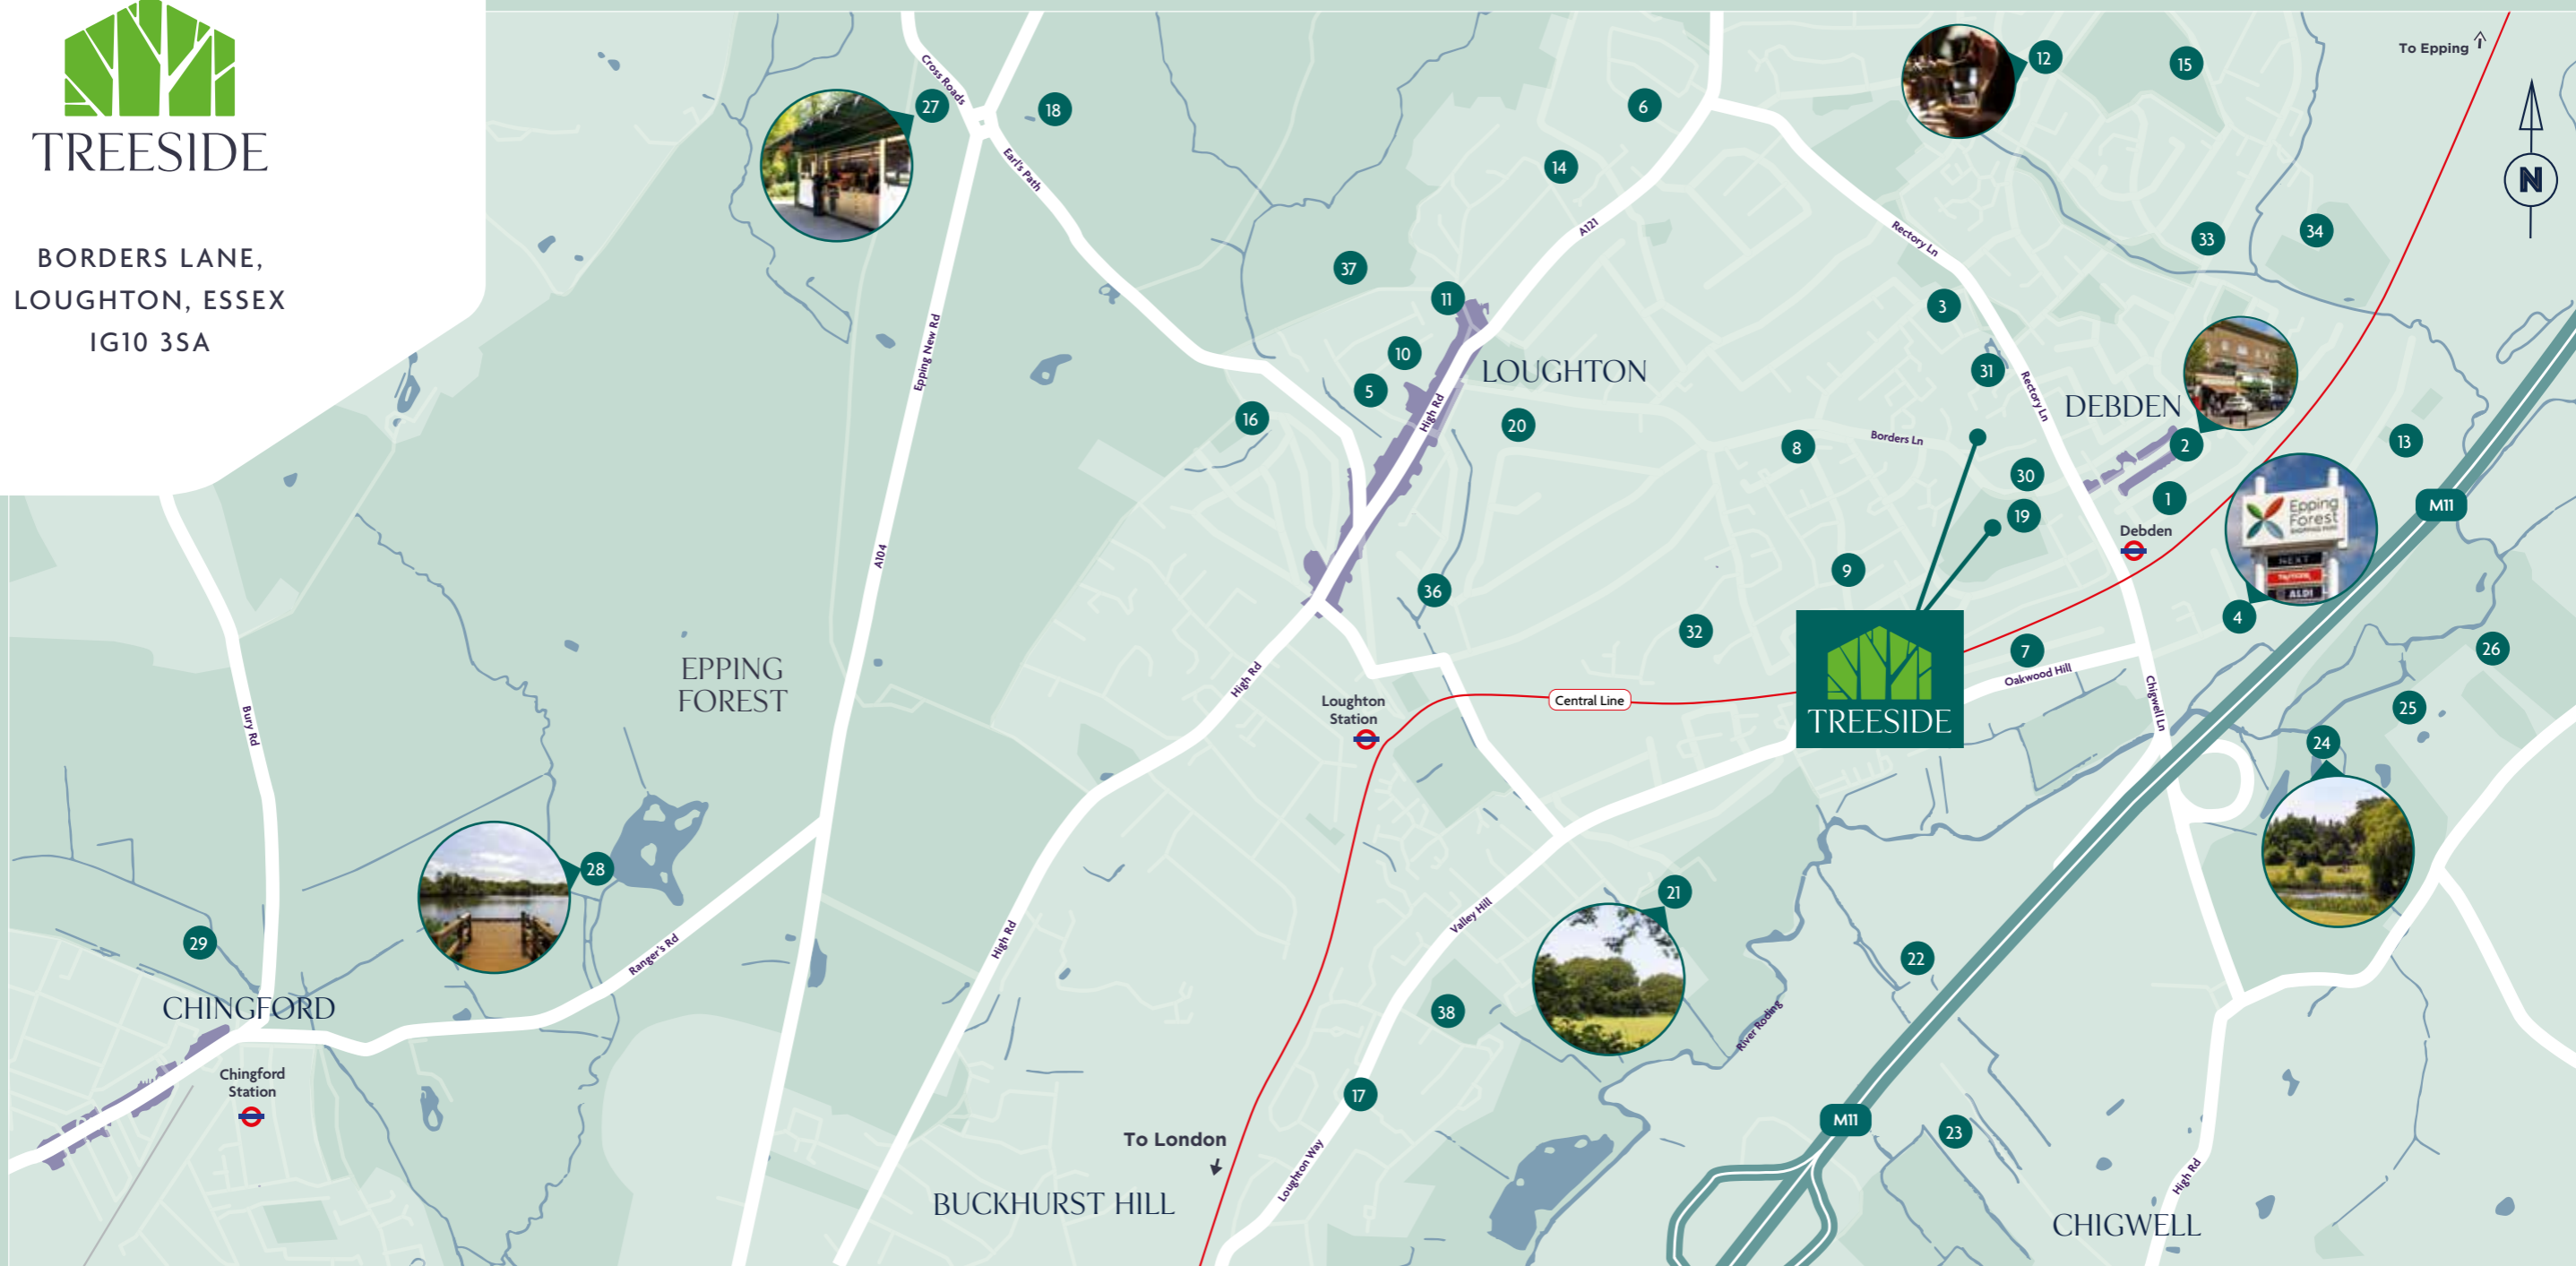 TREESIDE
BORDERS LANE,
LOUGHTON, ESSEX
IG10 3SA
To Epping
N
Cross Roads
27
18
Earl's Path
12
15
6
14
A121
Rectory Ln
33
34
37
11
3
10
LOUGHTON
5
High Rd
16
20
31
Rectory Ln
DEBDEN
2
13
8
Borders Ln
30
1
19
Debden
M11
Epping
Forest
SHOPPING PARK
NEXT
ALDI
4
Epping New Rd
A104
9
36
32
7
Oakwood Hill
26
25
24
Chigwell Ln
EPPING
FOREST
High Rd
Loughton
Station
Central Line
TREESIDE
Bury Rd
28
29
Ranger's Rd
High Rd
Valley Hill
21
22
38
River Roding
CHINGFORD
Chingford
Station
17
M11
23
To London
Loughton Way
High Rd
BUCKHURST HILL
CHIGWELL